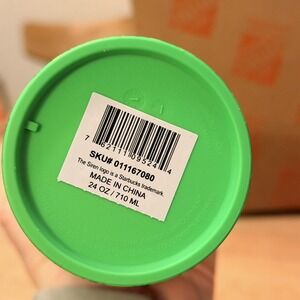 SKU# 011167080
The Siren logo is a Starbucks trademark.
MADE IN CHINA
24 OZ / 710 ML